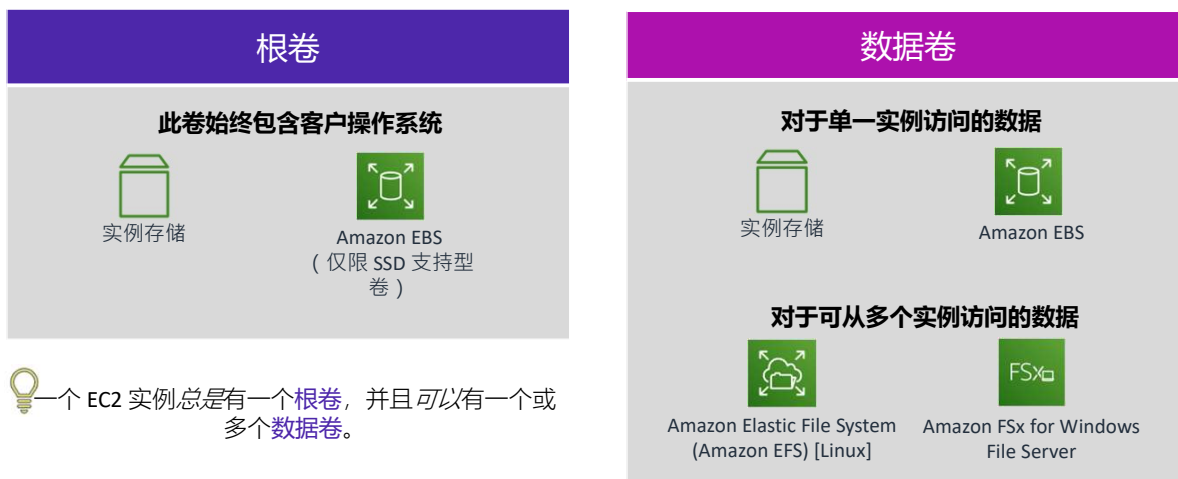 根卷
此卷始终包含客户操作系统
实例存储
Amazon EBS
（仅限 SSD 支持型
卷）
一个 EC2 实例总是有一个根卷，并且可以有一个或
多个数据卷。
数据卷
对于单一实例访问的数据
实例存储
Amazon EBS
对于可从多个实例访问的数据
FSx
Amazon Elastic File System
(Amazon EFS) [Linux]
Amazon FSx for Windows
File Server